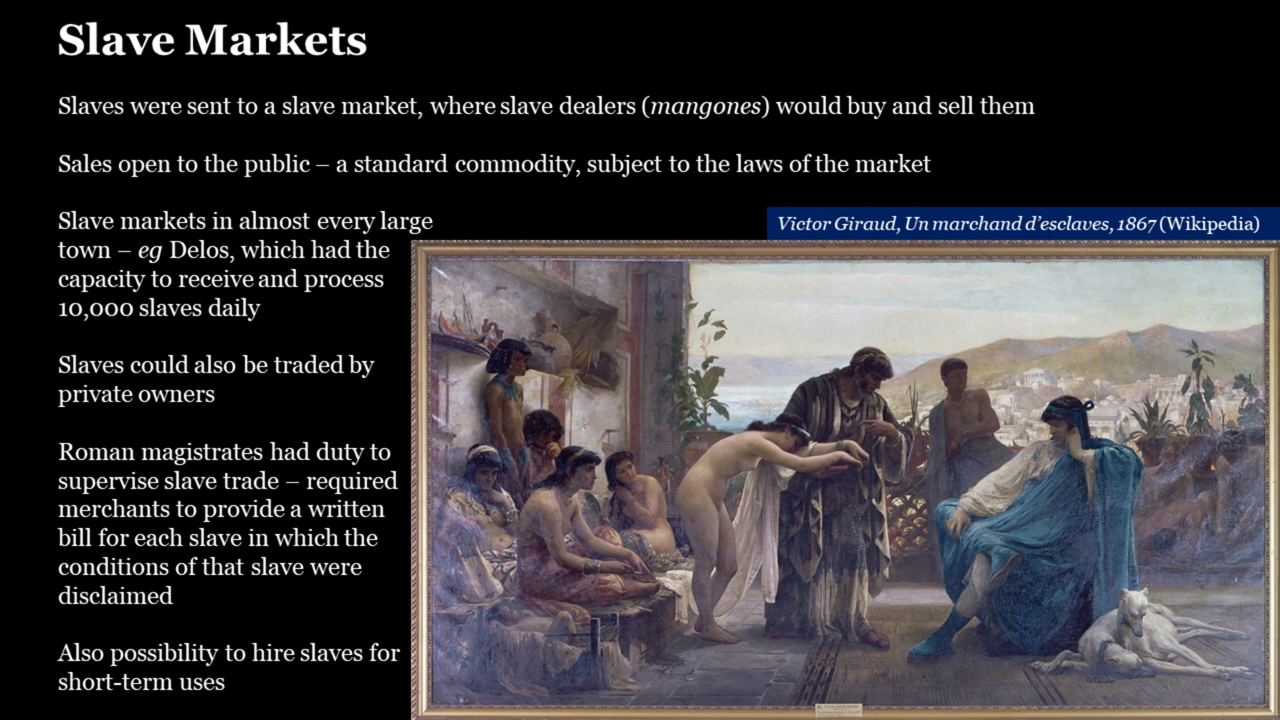 Slave Markets
Slaves were sent to a slave market, where slave dealers (mangones) would buy and sell them
Sales open to the public – a standard commodity, subject to the laws of the market
Slave markets in almost every large
town – eg Delos, which had the
capacity to receive and process
10,000 slaves daily
Victor Giraud, Un marchand d'esclaves, 1867 (Wikipedia)
Slaves could also be traded by
private owners
Roman magistrates had duty to
supervise slave trade – required
merchants to provide a written
bill for each slave in which the
conditions of that slave were
disclaimed
Also possibility to hire slaves for
short-term uses